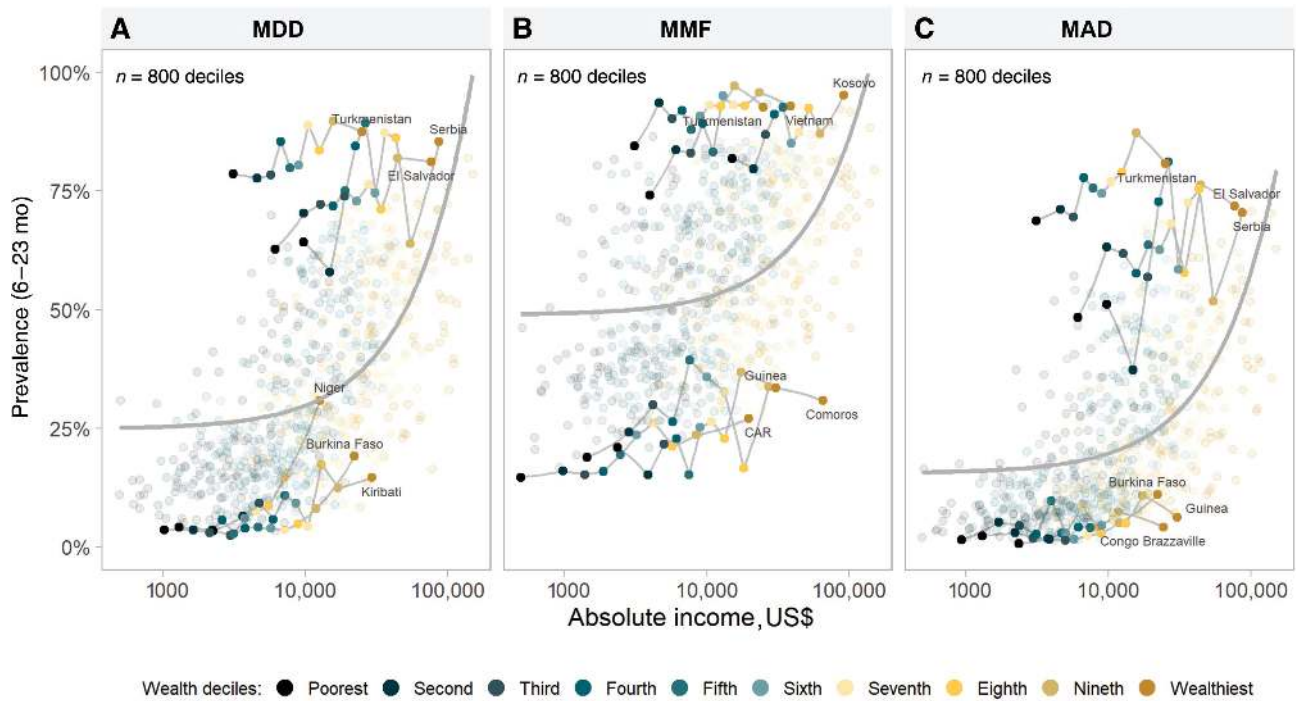 A MDD
B MMF
C MAD
n = 800 deciles
n = 800 deciles
n = 800 deciles
100%
75%
50%
25%
0%
Prevalence (6–23 mo)
Turkmenistan
Serbia
El Salvador
Niger
Burkina Faso
Kiribati
Kosovo
Turkmenistan
Vietnam
Guinea
Comoros
CAR
Turkmenistan
El Salvador
Serbia
Burkina Faso
Guinea
Congo Brazzaville
1000 10,000 100,000
1000 10,000 100,000
1000 10,000 100,000
Absolute income, US$
Wealth deciles: Poorest Second Third Fourth Fifth Sixth Seventh Eighth Nineth Wealthiest